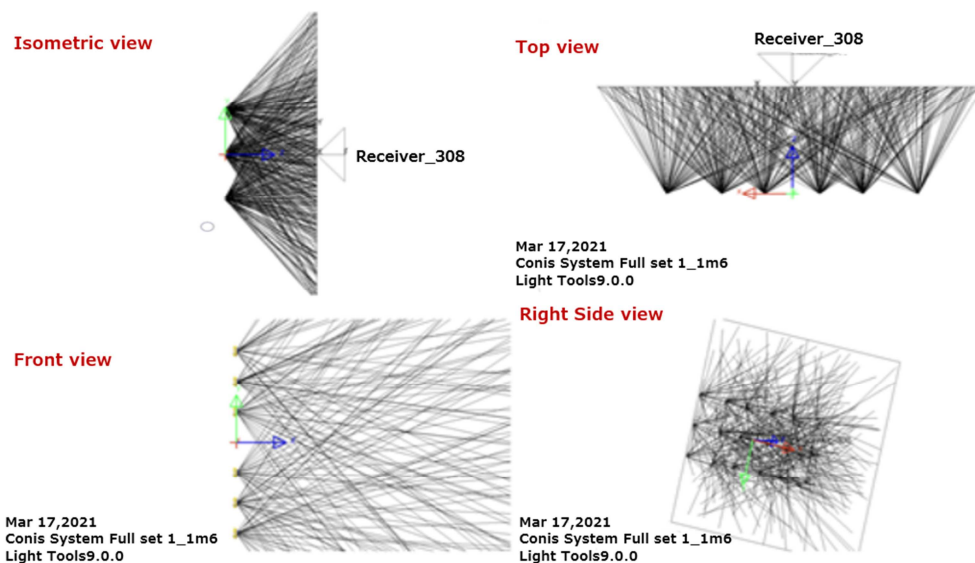 Isometric view
Receiver_308
Top view
Receiver_308
Mar 17,2021
Conis System Full set 1_1m6
Light Tools9.0.0
Front view
Mar 17,2021
Conis System Full set 1_1m6
Light Tools9.0.0
Right Side view
Mar 17,2021
Conis System Full set 1_1m6
Light Tools9.0.0